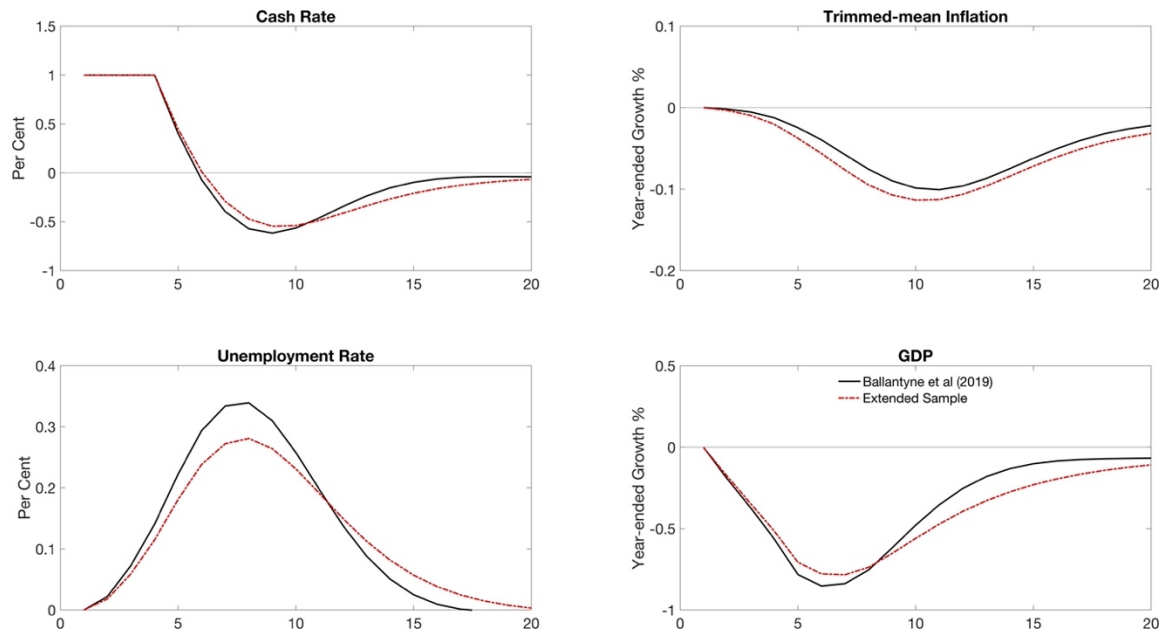 Cash Rate
Per Cent
1.5
1
0.5
0
-0.5
-1
0 5 10 15 20
Trimmed-mean Inflation
Year-ended Growth %
0.1
0
-0.1
-0.2
0 5 10 15 20
Unemployment Rate
Per Cent
0.4
0.3
0.2
0.1
0
0 5 10 15 20
GDP
Year-ended Growth %
0.5
0
-0.5
-1
0 5 10 15 20
Ballantyne et al (2019)
Extended Sample